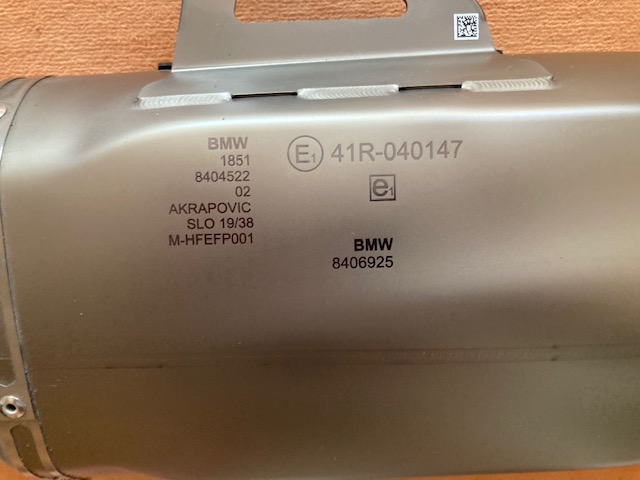 BMW
1851
8404522
02
AKRAPOVIC
SLO 19/38
M-HFEFP001
E1 41R-040147
e1
BMW
8406925